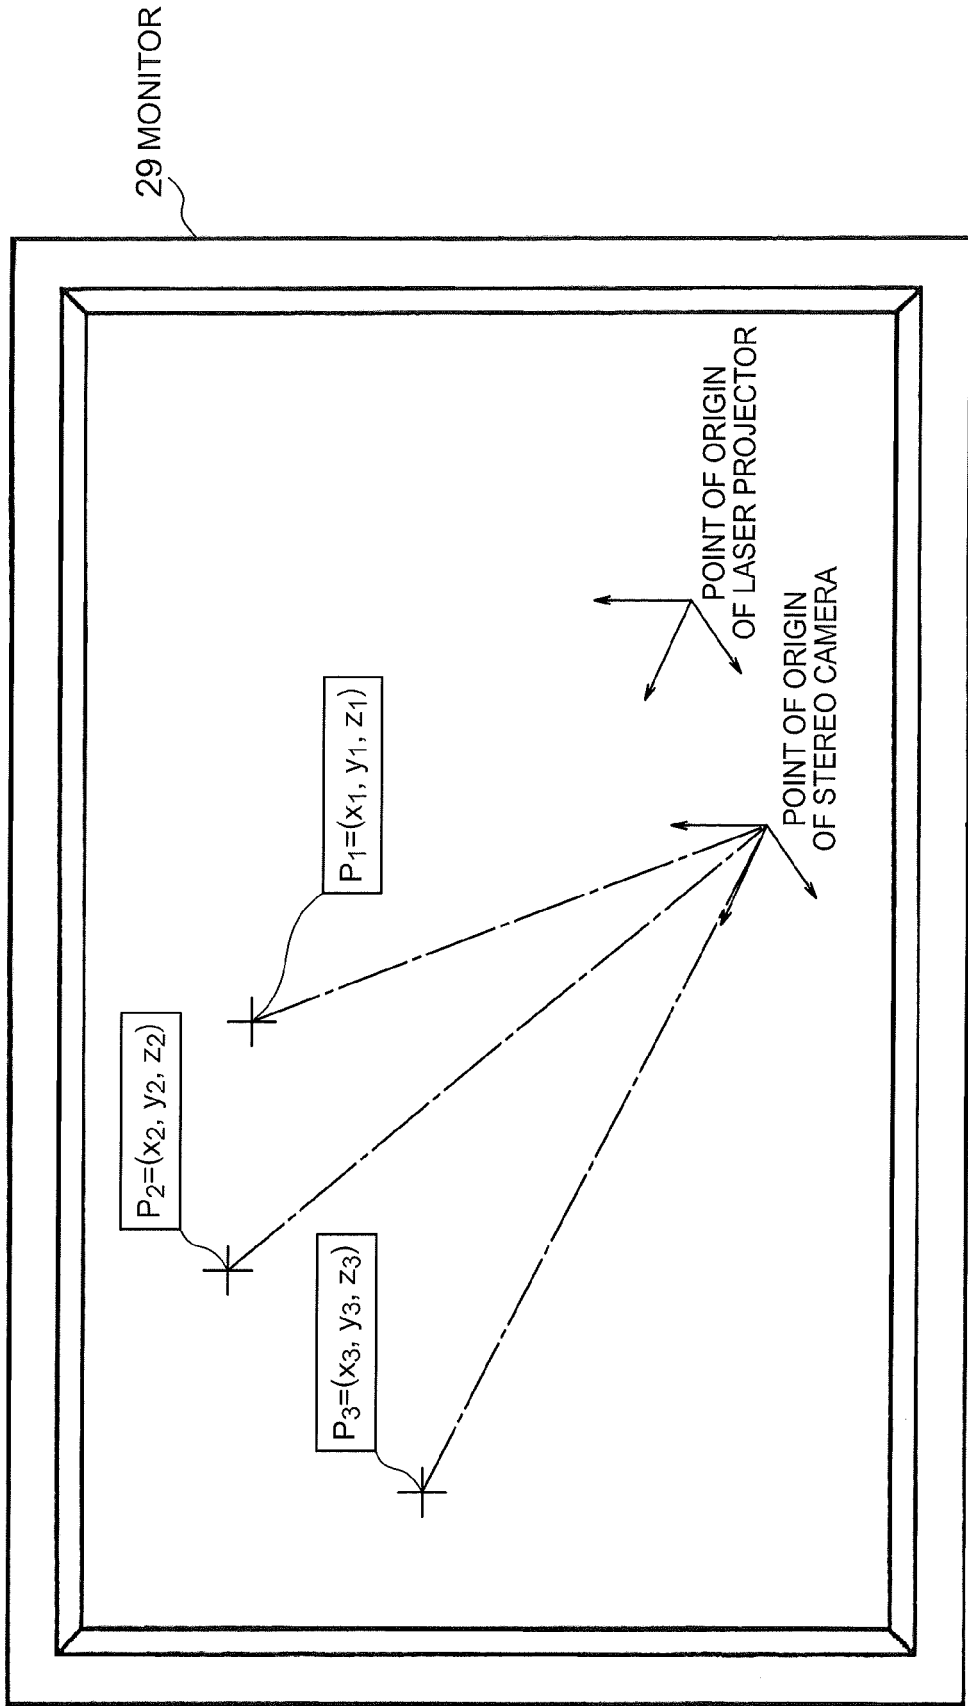 29 MONITOR
P2=(x2, y2, z2)
P1=(x1, y1, z1)
P3=(x3, y3, z3)
POINT OF ORIGIN
OF LASER PROJECTOR
POINT OF ORIGIN
OF STEREO CAMERA